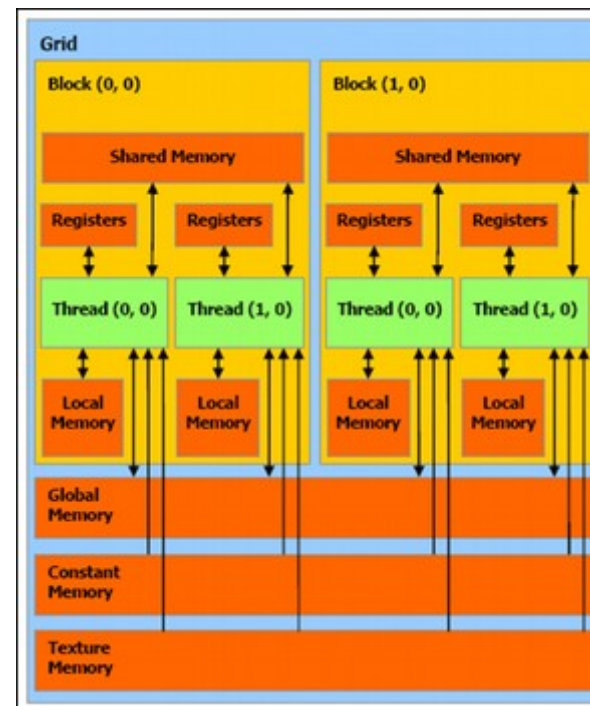 Grid
Block (0, 0)
Block (1, 0)
Shared Memory
Shared Memory
Registers
Registers
Registers
Registers
Thread (0, 0)
Thread (1, 0)
Thread (0, 0)
Thread (1, 0)
Local
Memory
Local
Memory
Local
Memory
Local
Memory
Global
Memory
Constant
Memory
Texture
Memory